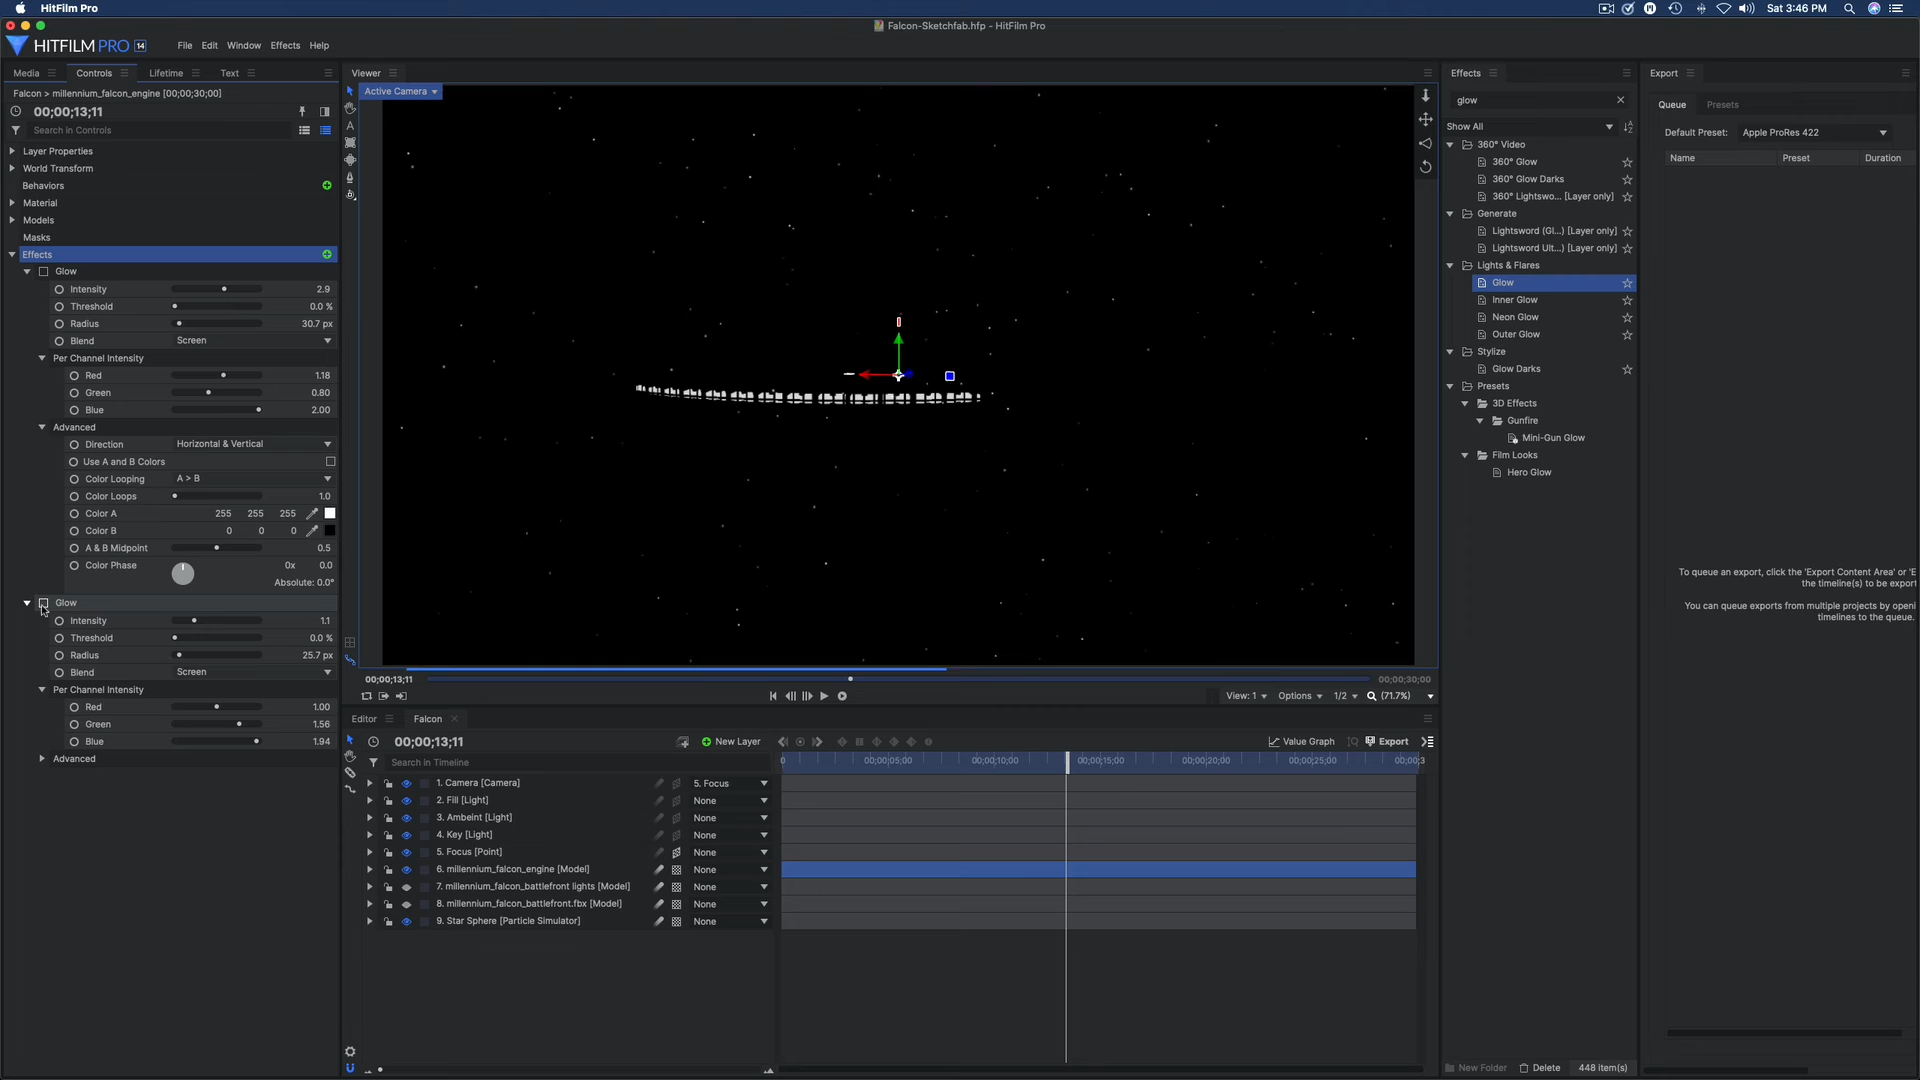 HitFilm Pro
Sat 3:46 PM
Falcon-Sketchfab.hfp - HitFilm Pro
HITFILM PRO 14
File Edit Window Effects Help
Media Controls Lifetime Text
Falcon > millennium_falcon_engine [00;00;30;00]
00;00;13;11
Search in Controls
Layer Properties
World Transform
Behaviors
Material
Models
Masks
Effects
Glow
Intensity 2.9
Threshold 0.0 %
Radius 30.7 px
Blend Screen
Per Channel Intensity
Red 1.18
Green 0.80
Blue 2.00
Advanced
Direction Horizontal & Vertical
Use A and B Colors
Color Looping A > B
Color Loops 1.0
Color A 255 255 255
Color B 0 0 0
A & B Midpoint 0.5
Color Phase 0x 0.0
Absolute: 0.0°
Glow
Intensity 1.1
Threshold 0.0 %
Radius 25.7 px
Blend Screen
Per Channel Intensity
Red 1.00
Green 1.56
Blue 1.94
Advanced
Viewer
Active Camera
00;00;13;11
00;00;30;00
View: 1 Options 1/2 (71.7%)
Editor Falcon
00;00;13;11 New Layer Value Graph Export
Search in Timeline
0 00;00;05;00 00;00;10;00 00;00;15;00 00;00;20;00 00;00;25;00 00;00;3
1. Camera [Camera] 5. Focus
2. Fill [Light] None
3. Ambeint [Light] None
4. Key [Light] None
5. Focus [Point] None
6. millennium_falcon_engine [Model] None
7. millennium_falcon_battlefront lights [Model] None
8. millennium_falcon_battlefront.fbx [Model] None
9. Star Sphere [Particle Simulator] None
Effects
glow
Show All
360° Video
360° Glow
360° Glow Darks
360° Lightswo... [Layer only]
Generate
Lightsword (Gl...) [Layer only]
Lightsword Ult...) [Layer only]
Lights & Flares
Glow
Inner Glow
Neon Glow
Outer Glow
Stylize
Glow Darks
Presets
3D Effects
Gunfire
Mini-Gun Glow
Film Looks
Hero Glow
New Folder Delete 448 item(s)
Export
Queue Presets
Default Preset: Apple ProRes 422
Name Preset Duration
To queue an export, click the 'Export Content Area' or 'E
the timeline(s) to be export
You can queue exports from multiple projects by openi
timelines to the queue.